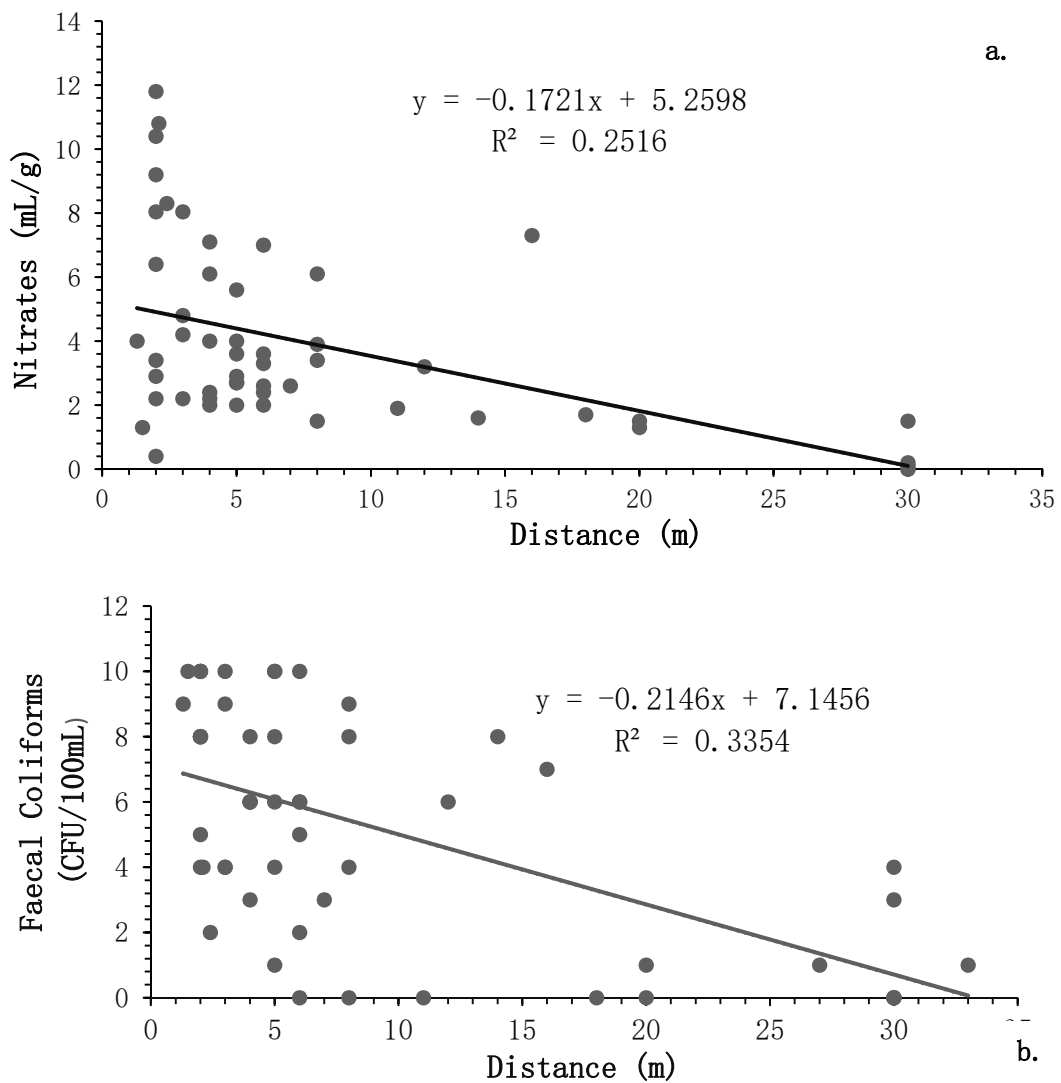 a.
y = -0.1721x + 5.2598
R² = 0.2516
Nitrates (mL/g)
14
12
10
8
6
4
2
0
0 5 10 15 20 25 30 35
Distance (m)
y = -0.2146x + 7.1456
R² = 0.3354
Faecal Coliforms
(CFU/100mL)
12
10
8
6
4
2
0
0 5 10 15 20 25 30 35
Distance (m)
b.